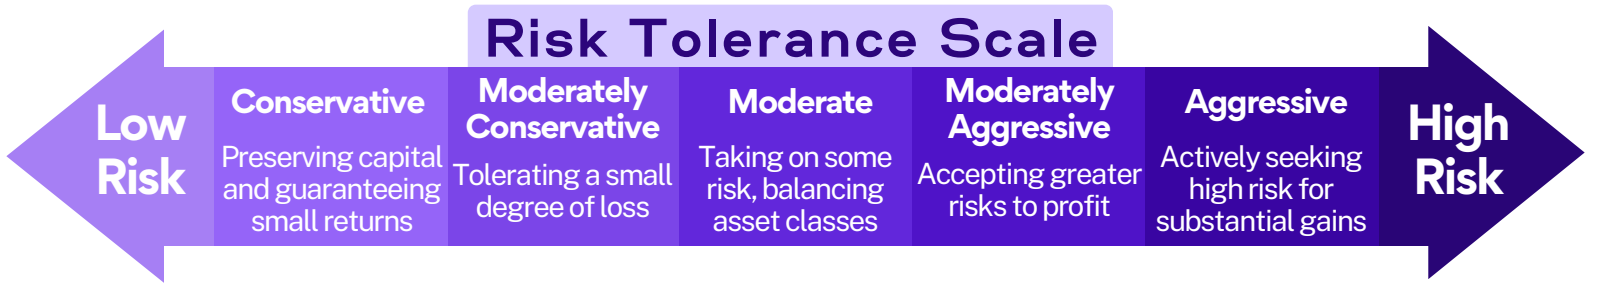 Risk Tolerance Scale
Low
Risk
Conservative
Preserving capital
and guaranteeing
small returns
Moderately
Conservative
Tolerating a small
degree of loss
Moderate
Taking on some
risk, balancing
asset classes
Moderately
Aggressive
Accepting greater
risks to profit
Aggressive
Actively seeking
high risk for
substantial gains
High
Risk